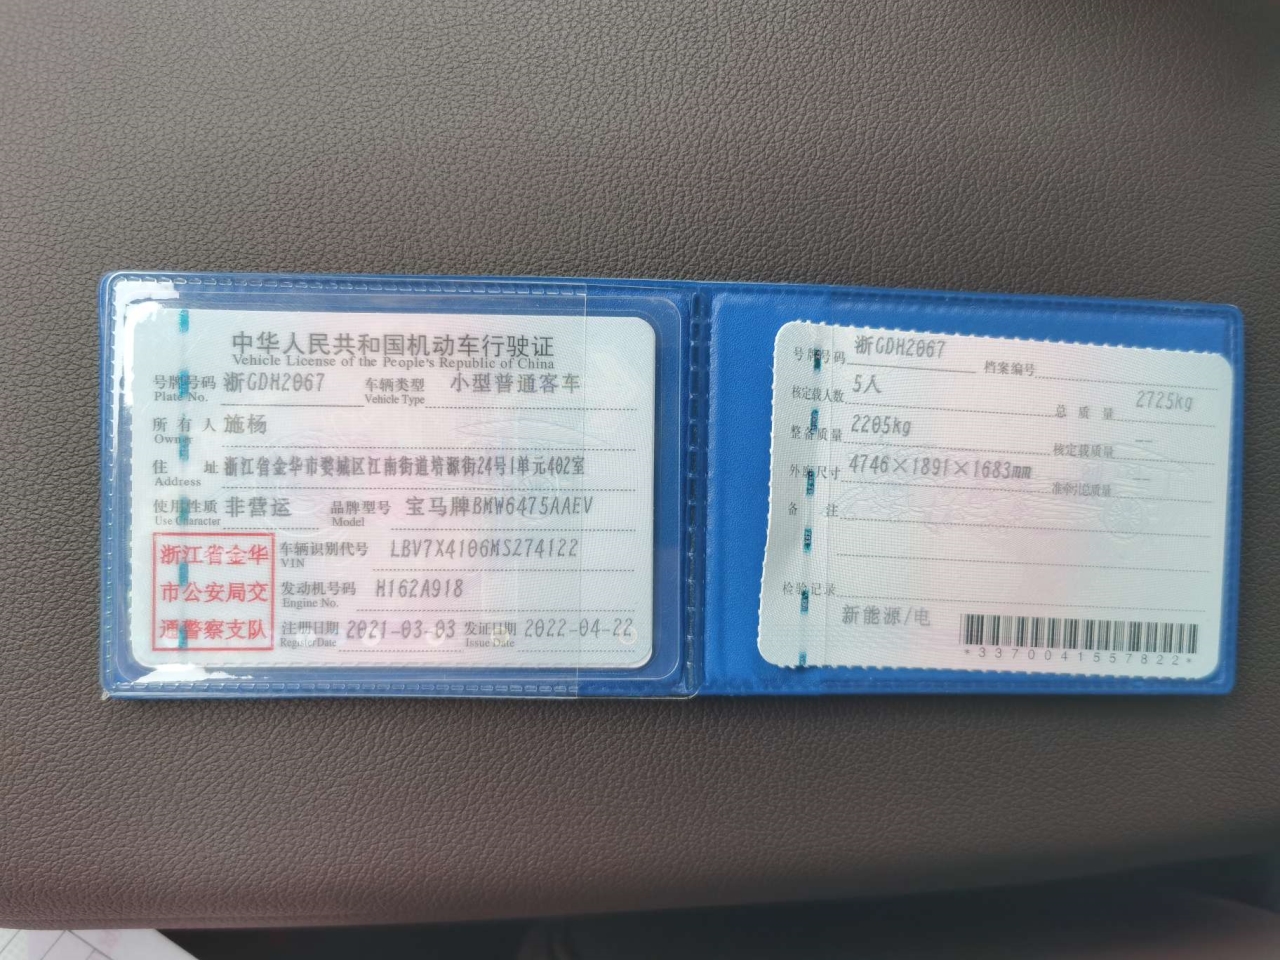 中华人民共和国机动车行驶证
Vehicle License of the People's Republic of China
号牌号码 浙GDH2067 车辆类型 小型普通客车
Plate No. Vehicle Type
所有人 施杨
Owner
住址 浙江省金华市婺城区江南街道培源街24号1单元402室
Address
使用性质 非营运 品牌型号 宝马牌BMW6475AAEV
Use Character Model
浙江省金华
市公安局交
通警察支队
车辆识别代号 LBV7X4106MS274122
VIN
发动机号码 H162A918
Engine No.
注册日期 2021-03-03 发证日期 2022-04-22
Register Date Issue Date
号牌号码 浙GDH2067 档案编号
核定载人数 5人 总质量 2725kg
整备质量 2205kg 核定载质量 --
外廓尺寸 4746×1891×1683 准牵引总质量 --
备注
检验记录
新能源/电
*3370041557822*